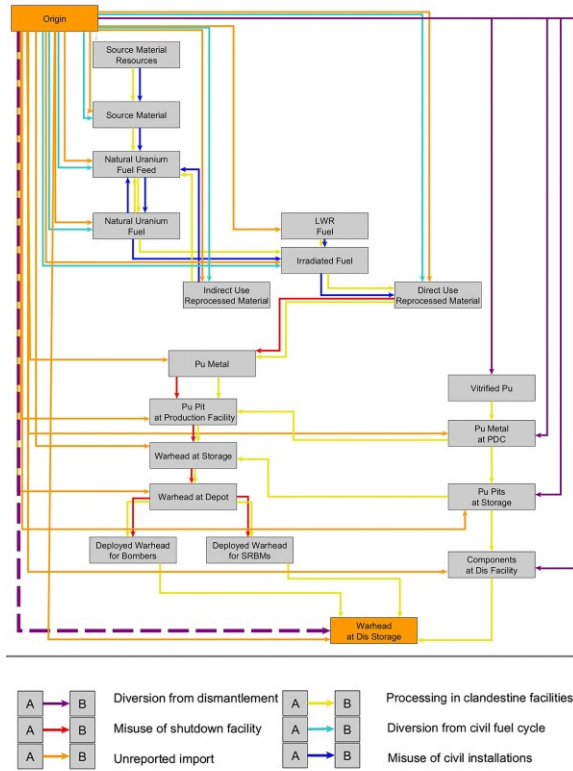 Origin
Source Material
Resources
Source Material
Natural Uranium
Fuel Feed
Natural Uranium
Fuel
LWR
Fuel
Irradiated Fuel
Indirect Use
Reprocessed Material
Direct Use
Reprocessed Material
Pu Metal
Vitrified Pu
Pu Pit
at Production Facility
Pu Metal
at PDC
Warhead at Storage
Warhead at Depot
Pu Pits
at Storage
Deployed Warhead
for Bombers
Deployed Warhead
for SRBMs
Components
at Dis Facility
Warhead
at Dis Storage
A B Diversion from dismantlement
A B Processing in clandestine facilities
A B Misuse of shutdown facility
A B Diversion from civil fuel cycle
A B Unreported import
A B Misuse of civil installations